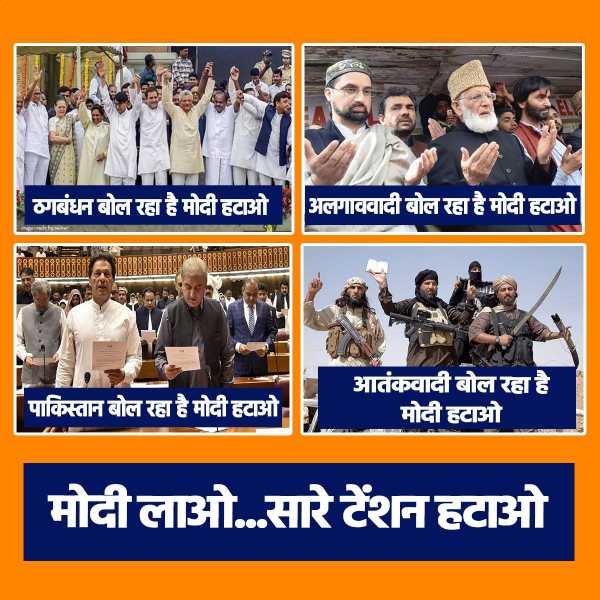 ठगबंधन बोल रहा है मोदी हटाओ
अलगाववादी बोल रहा है मोदी हटाओ
पाकिस्तान बोल रहा है मोदी हटाओ
आतंकवादी बोल रहा है
मोदी हटाओ
मोदी लाओ...सारे टेंशन हटाओ